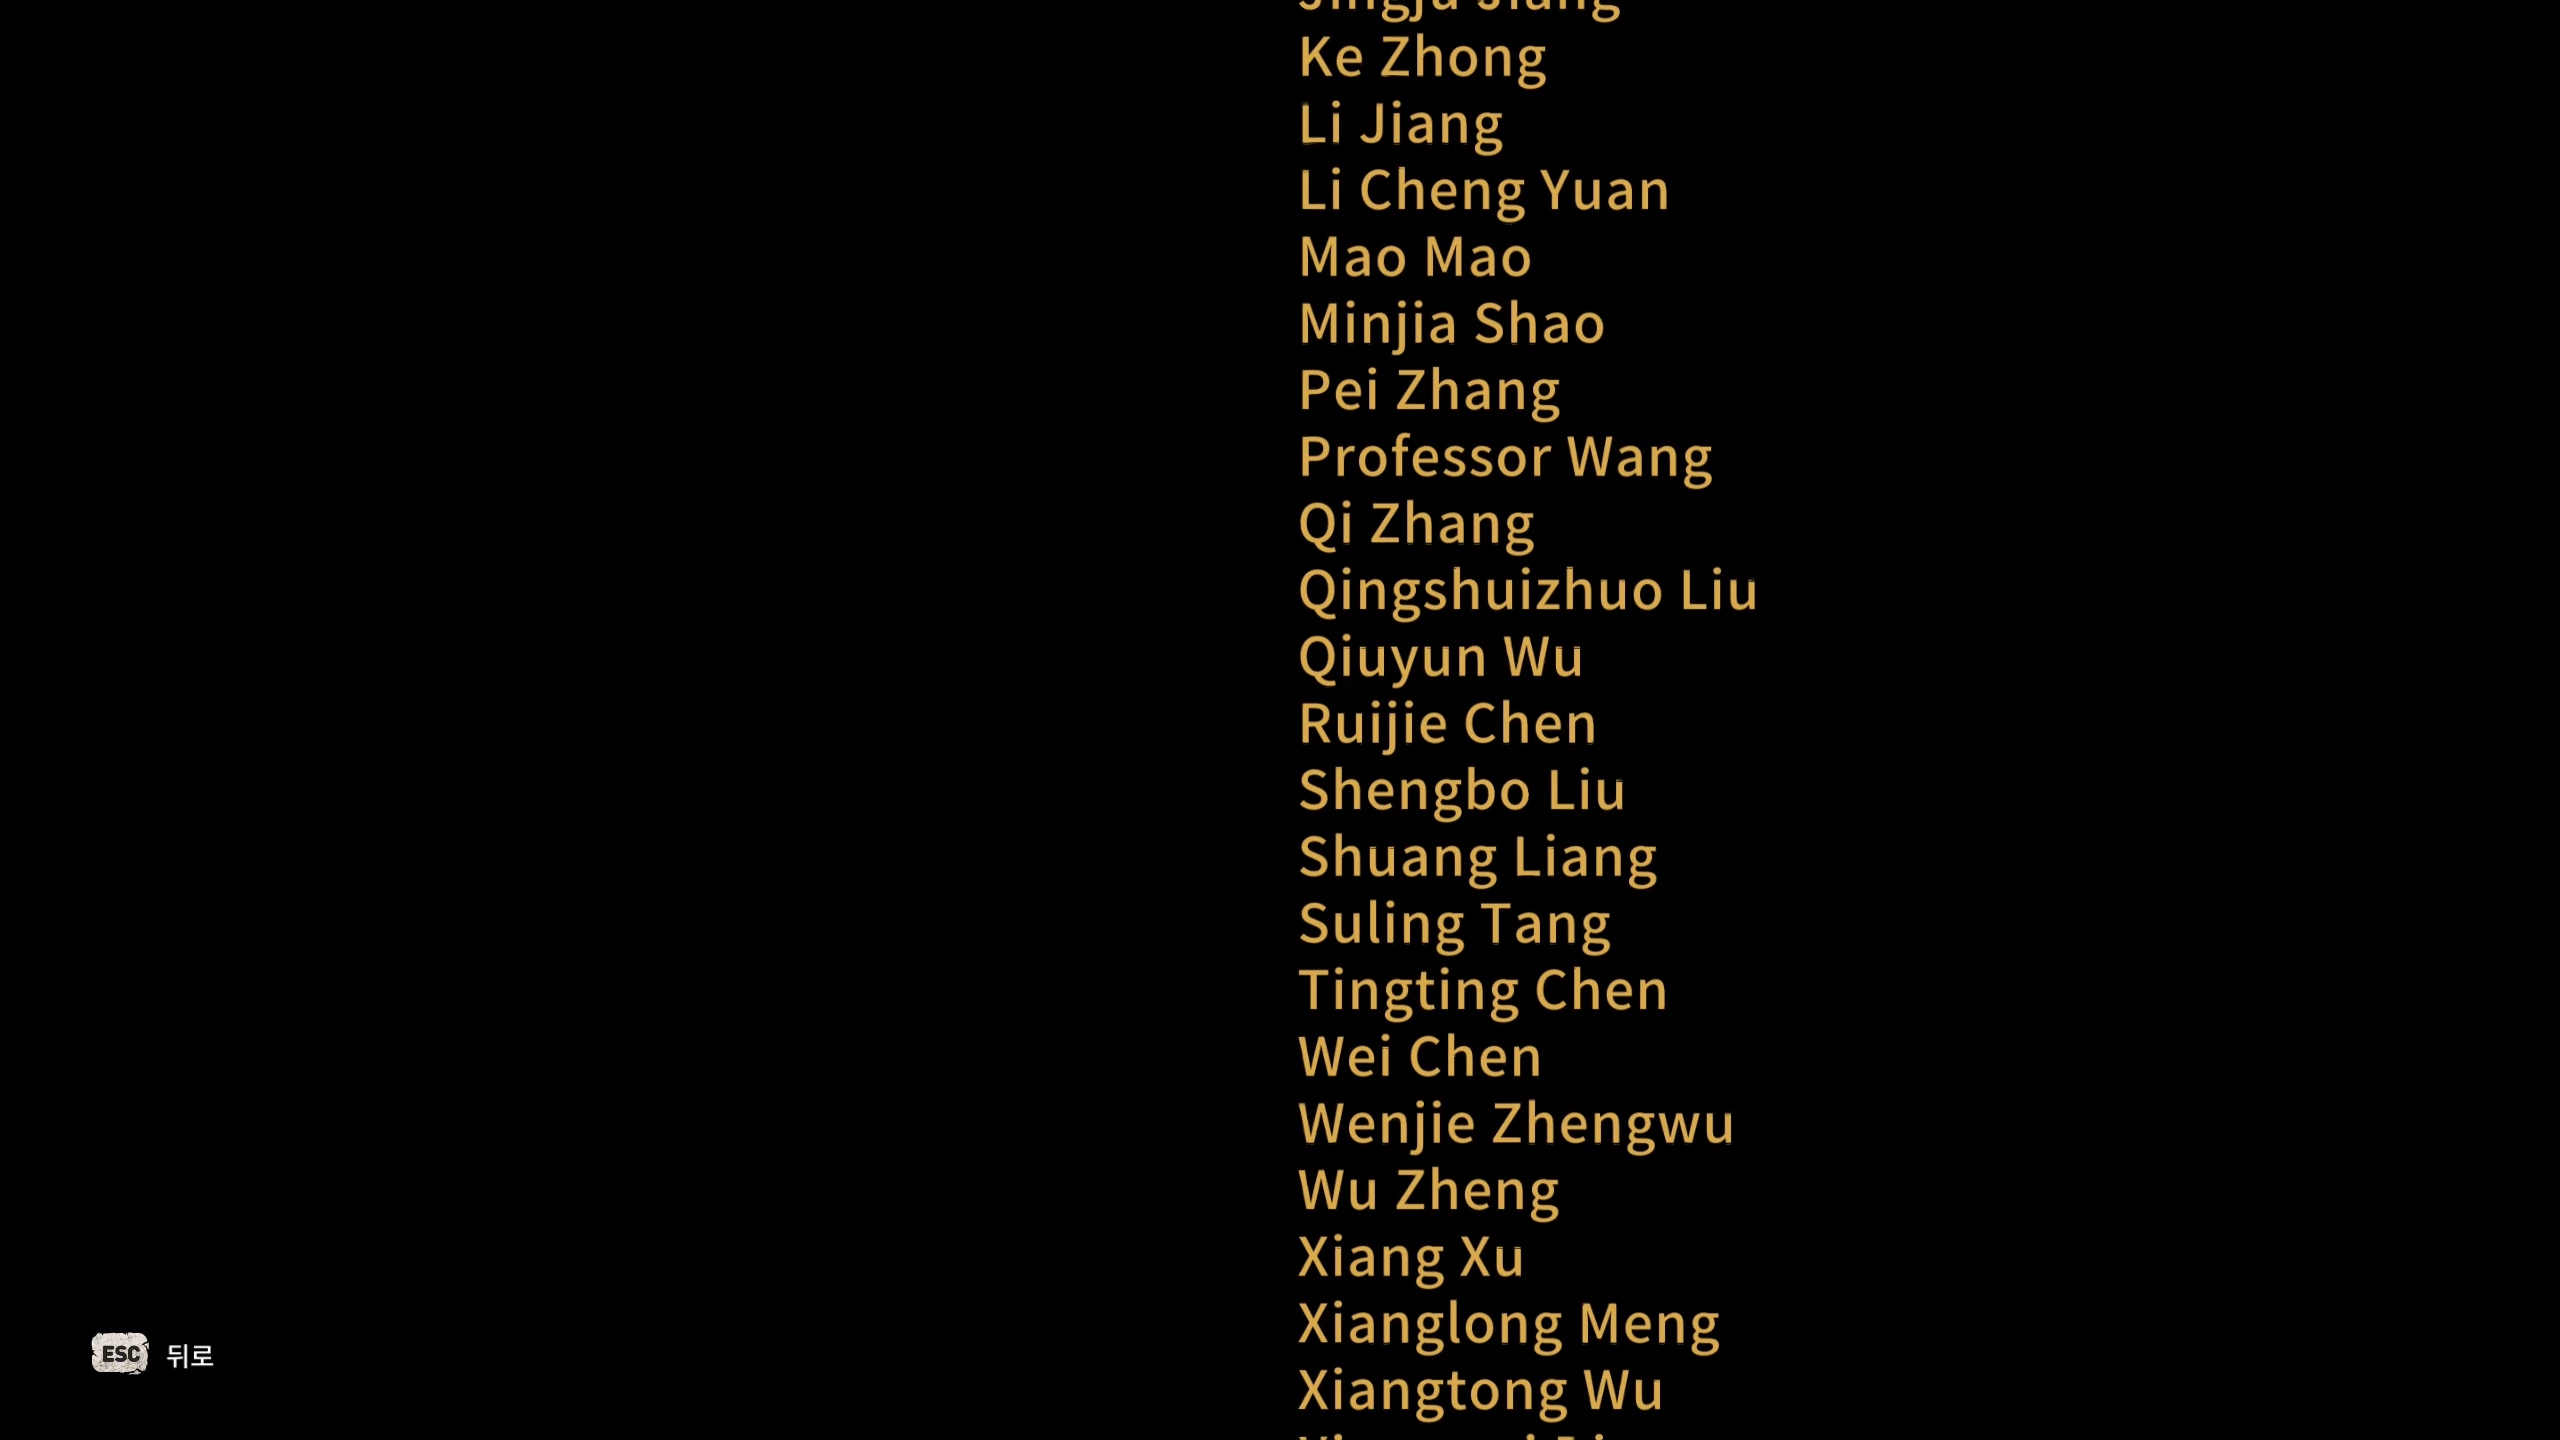 Jingju Jiang
Ke Zhong
Li Jiang
Li Cheng Yuan
Mao Mao
Minjia Shao
Pei Zhang
Professor Wang
Qi Zhang
Qingshuizhuo Liu
Qiuyun Wu
Ruijie Chen
Shengbo Liu
Shuang Liang
Suling Tang
Tingting Chen
Wei Chen
Wenjie Zhengwu
Wu Zheng
Xiang Xu
Xianglong Meng
Xiangtong Wu
ESC 뒤로